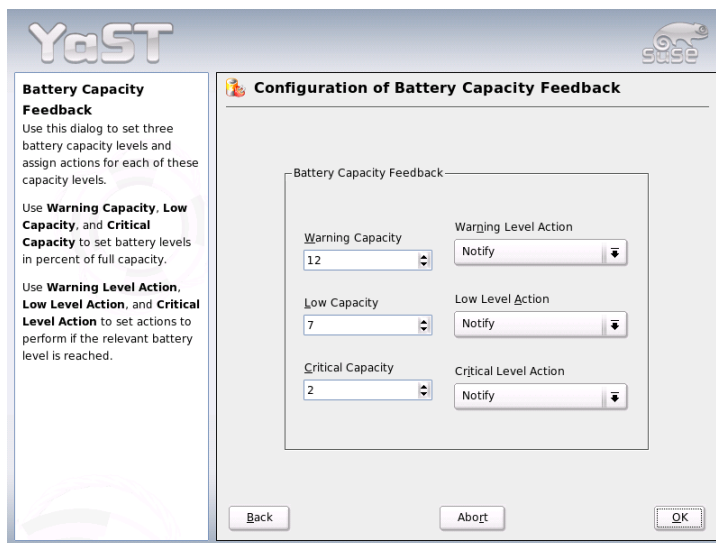 YaST
SUSE
Battery Capacity
Feedback
Use this dialog to set three
battery capacity levels and
assign actions for each of these
capacity levels.
Use Warning Capacity, Low
Capacity, and Critical
Capacity to set battery levels
in percent of full capacity.
Use Warning Level Action,
Low Level Action, and Critical
Level Action to set actions to
perform if the relevant battery
level is reached.
Configuration of Battery Capacity Feedback
Battery Capacity Feedback
Warning Capacity
12
Warning Level Action
Notify
Low Capacity
7
Low Level Action
Notify
Critical Capacity
2
Critical Level Action
Notify
Back
Abort
OK